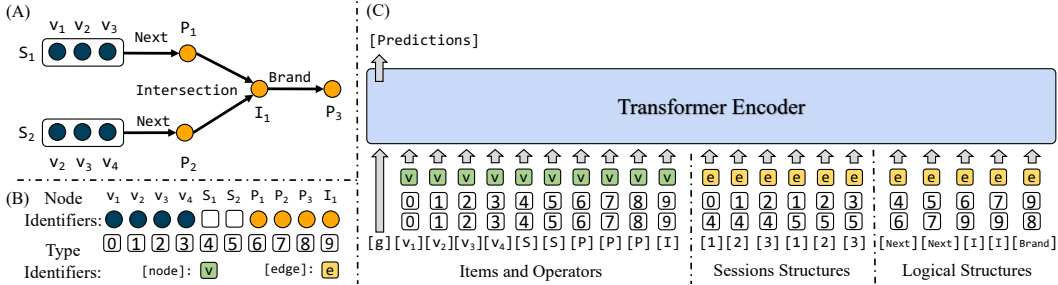 (A)
v1 v2 v3
S1
Next
P1
Intersection
Brand
I1
P3
S2
Next
P2
v2 v3 v4
(B)
Node
Identifiers:
v1 v2 v3 v4 S1 S2 P1 P2 P3 I1
0 1 2 3 4 5 6 7 8 9
Type
Identifiers:
[node]: v
[edge]: e
(C)
[Predictions]
Transformer Encoder
v v v v v v v v v v
e e e e e e
e e e e e
0 1 2 3 4 5 6 7 8 9
0 1 2 1 2 3
4 5 6 7 9
0 1 2 3 4 5 6 7 8 9
4 4 4 5 5 5
6 7 9 9 8
[g] [v1] [v2] [v3] [v4] [S] [S] [P] [P] [P] [I]
[1] [2] [3] [1] [2] [3]
[Next] [Next] [I] [I] [Brand]
Items and Operators
Sessions Structures
Logical Structures